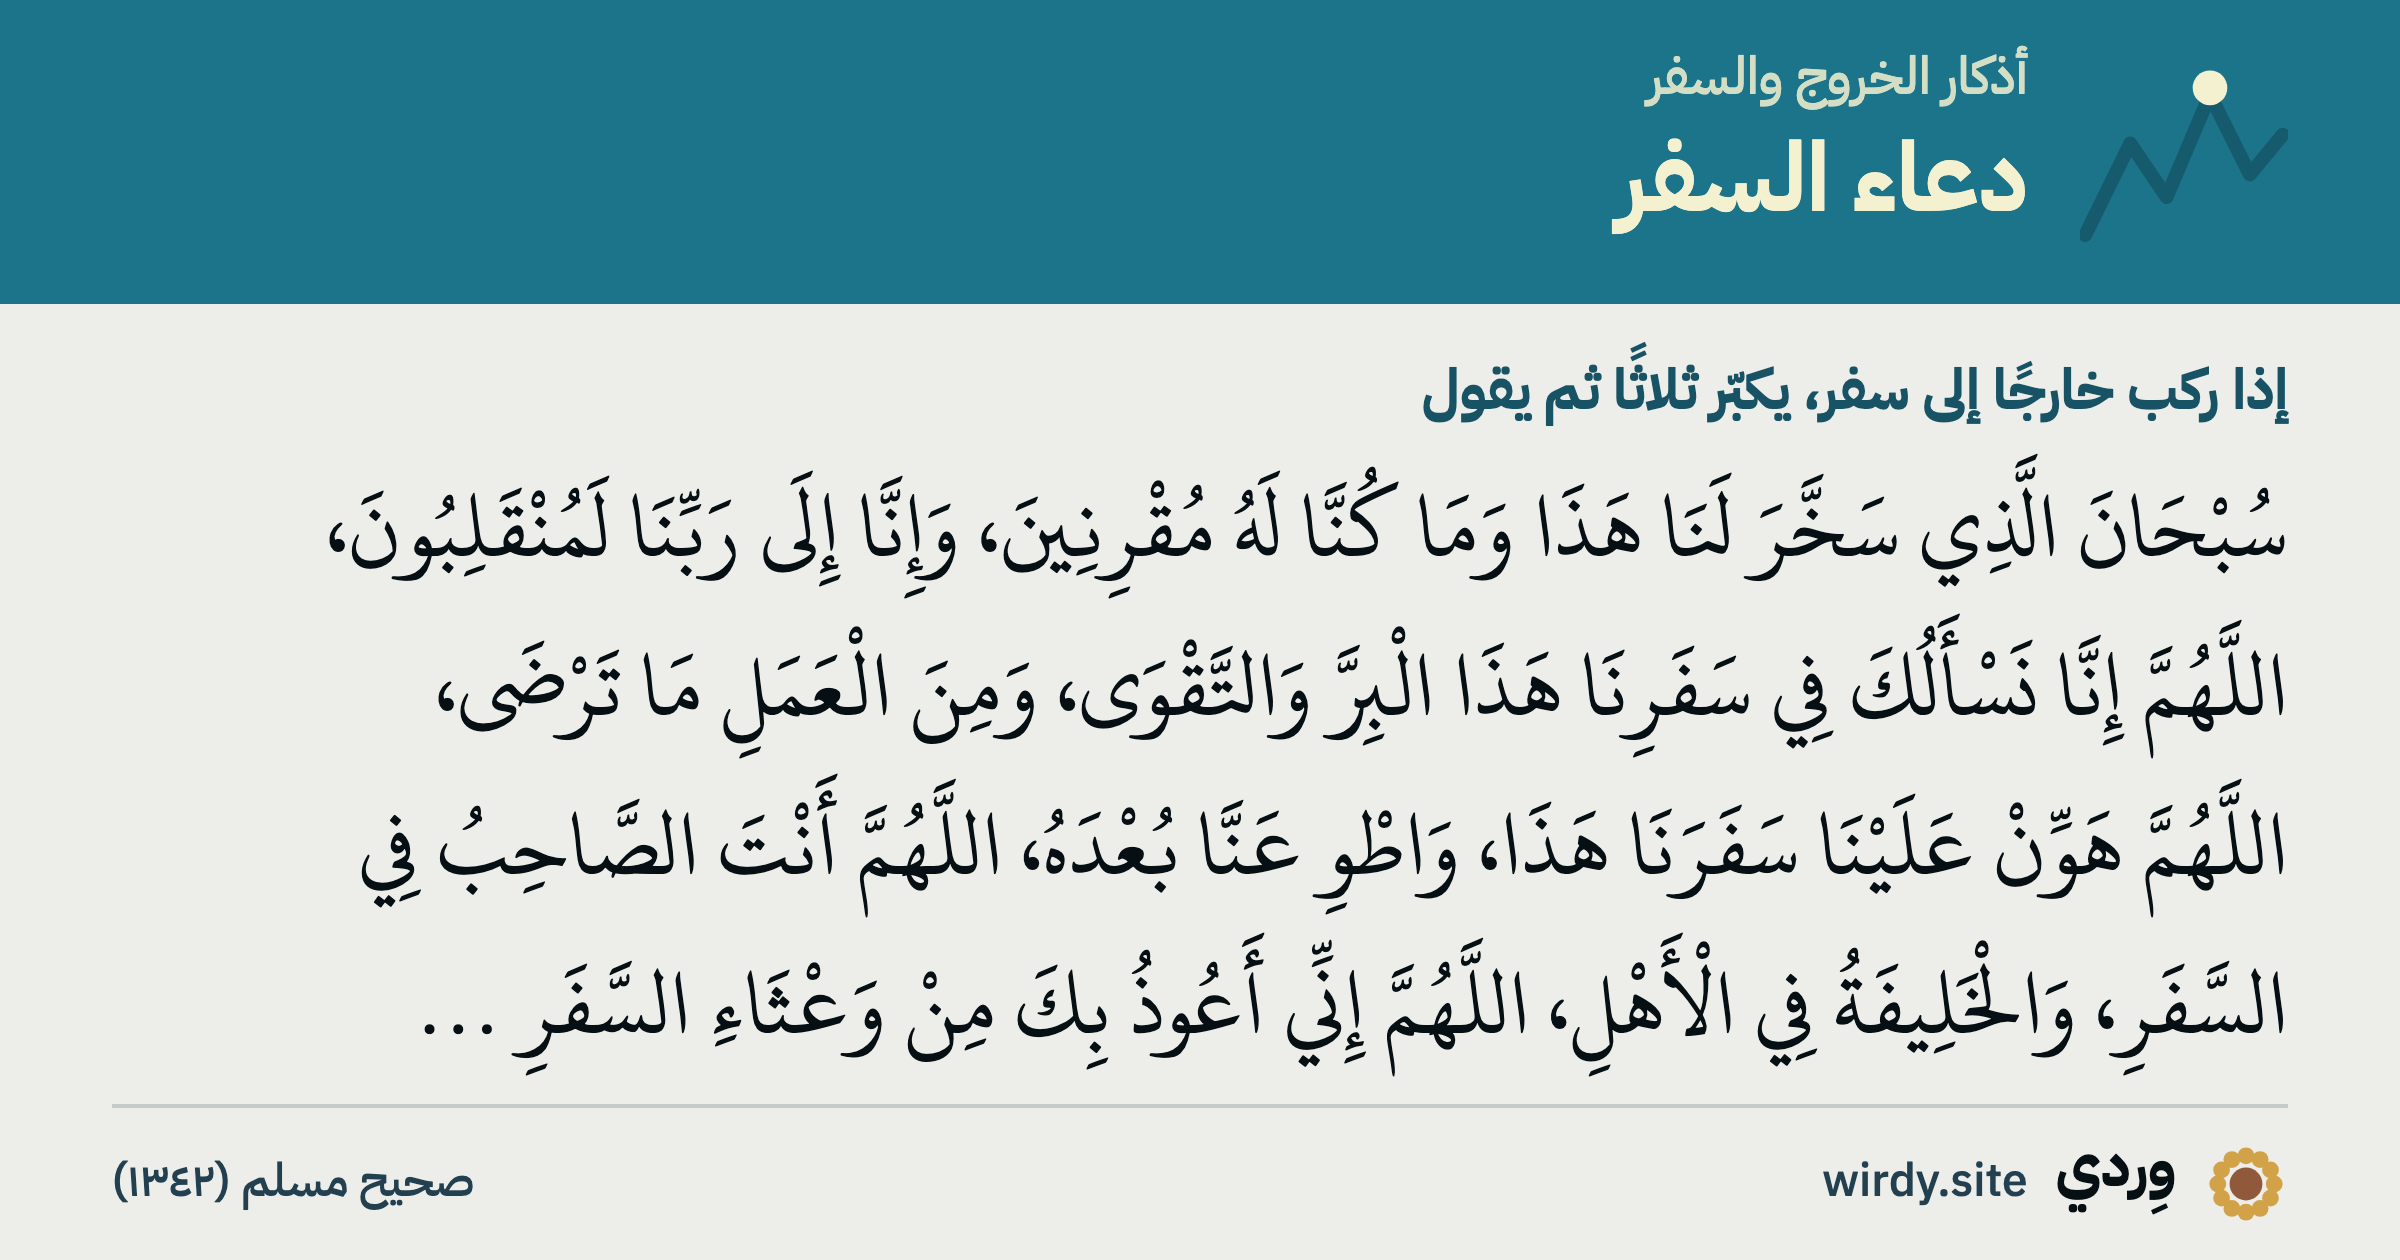 أذكار الخروج والسفر
دعاء السفر
إذا ركب خارجًا إلى سفر، يكبّر ثلاثًا ثم يقول
سُبْحَانَ الَّذِي سَخَّرَ لَنَا هَذَا وَمَا كُنَّا لَهُ مُقْرِنِينَ، وَإِنَّا إِلَى رَبِّنَا لَمُنْقَلِبُونَ،
اللَّهُمَّ إِنَّا نَسْأَلُكَ فِي سَفَرِنَا هَذَا الْبِرَّ وَالتَّقْوَى، وَمِنَ الْعَمَلِ مَا تَرْضَى،
اللَّهُمَّ هَوِّنْ عَلَيْنَا سَفَرَنَا هَذَا، وَاطْوِ عَنَّا بُعْدَهُ، اللَّهُمَّ أَنْتَ الصَّاحِبُ فِي
السَّفَرِ، وَالْخَلِيفَةُ فِي الْأَهْلِ، اللَّهُمَّ إِنِّي أَعُوذُ بِكَ مِنْ وَعْثَاءِ السَّفَرِ …
وِردي wirdy.site
صحيح مسلم (١٣٤٢)